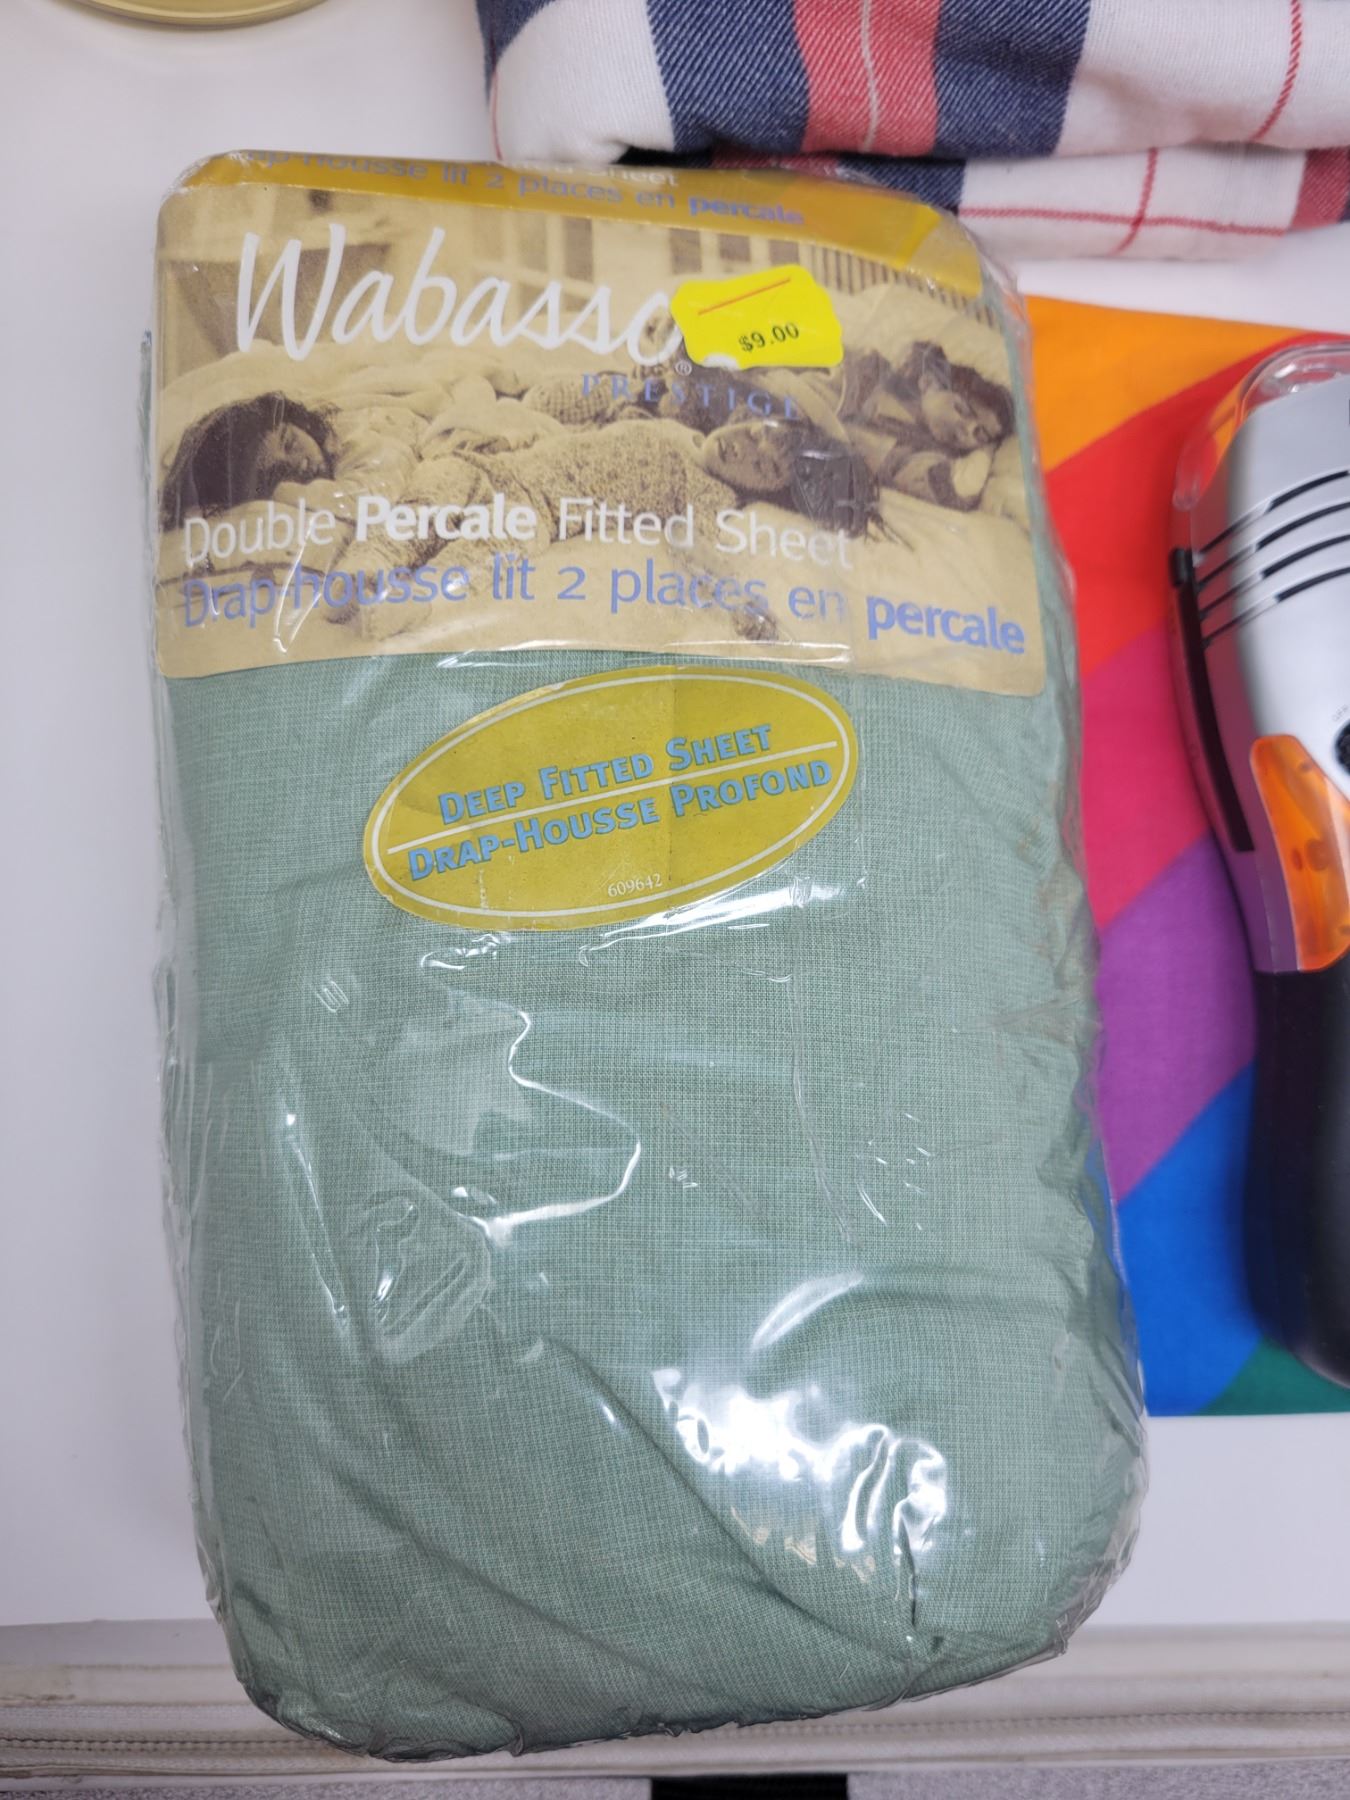 Sheet
housse lit 2 places en percale
Wabasso
$9.00
®
PRESTIGE
Double Percale Fitted Sheet
Drap-housse lit 2 places en percale
DEEP FITTED SHEET
DRAP-HOUSSE PROFOND
609642